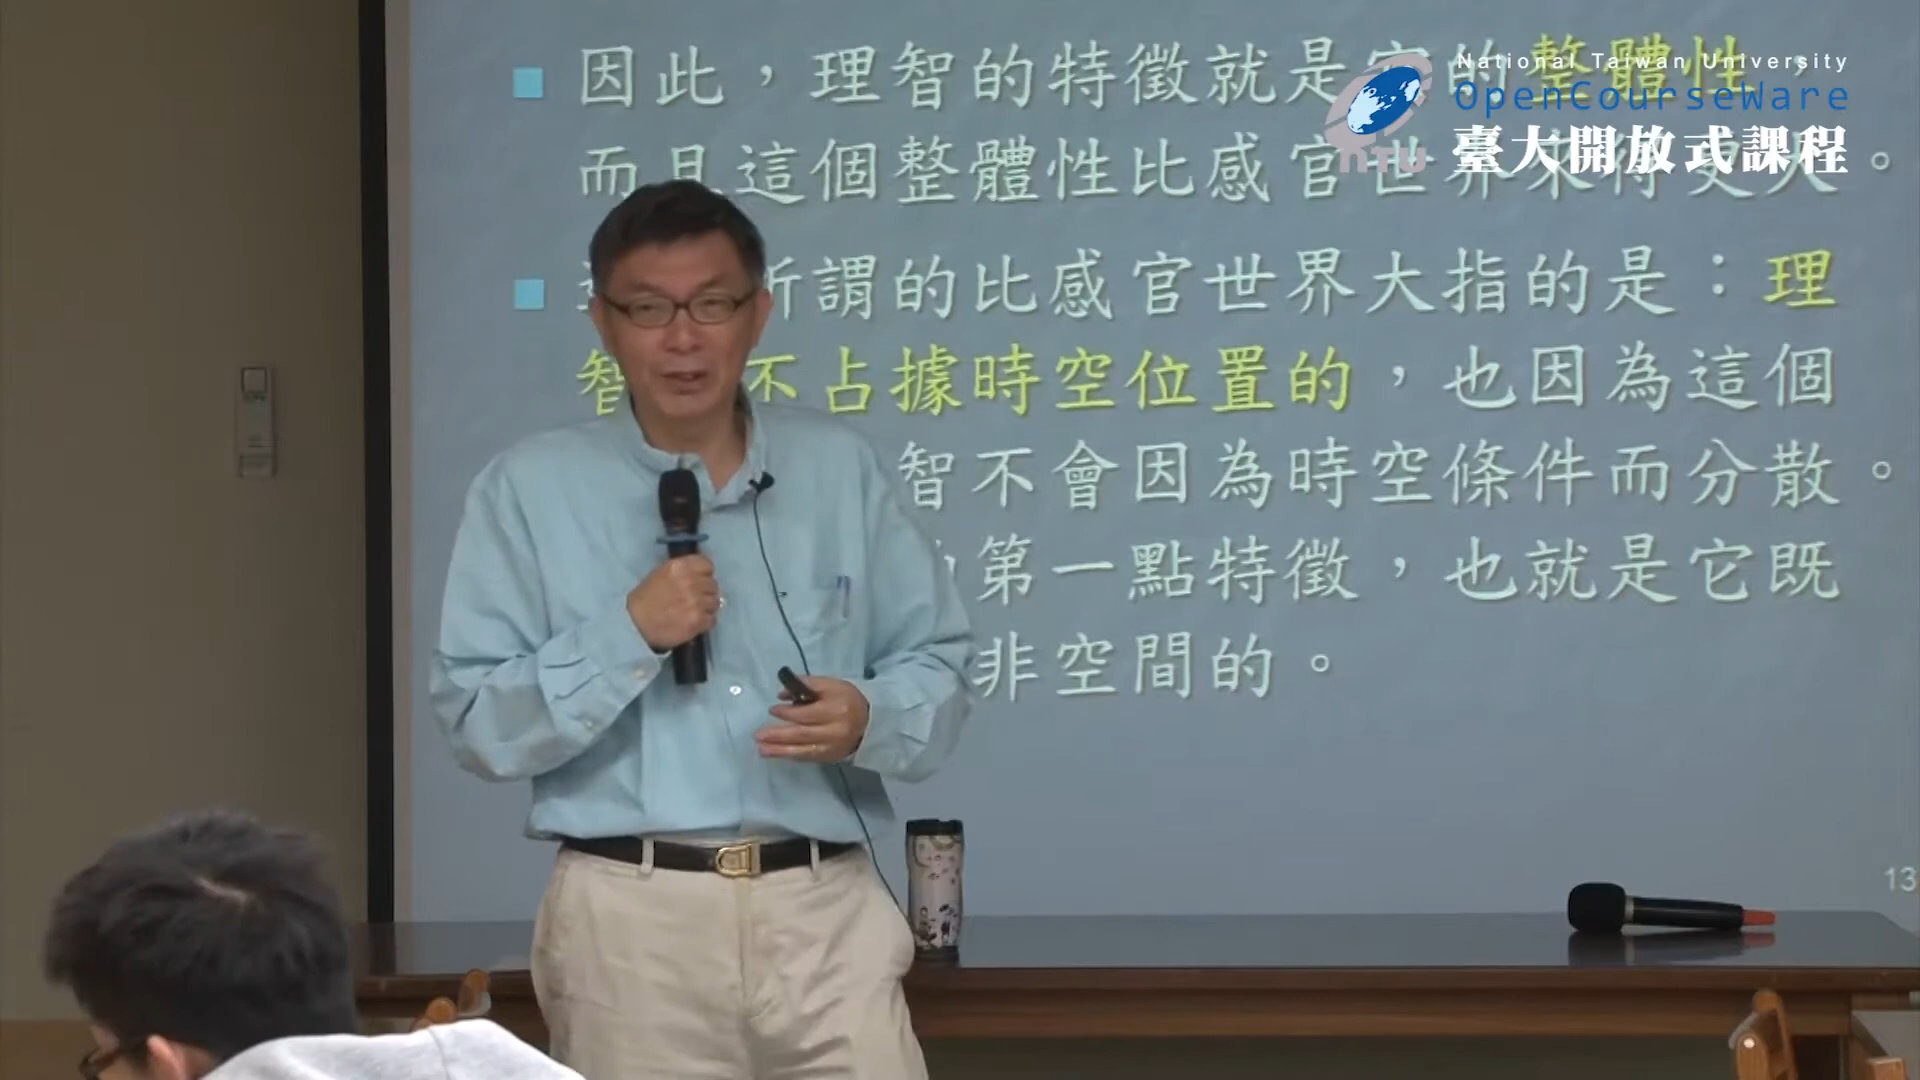 National Taiwan University
OpenCourseWare
臺大開放式課程
NTU
因此，理智的特徵就是它的整體性，
而且這個整體性比感官世界來得更大。
所謂的比感官世界大指的是：理
智 不占據時空位置的，也因為這個
智不會因為時空條件而分散。
第一點特徵，也就是它既
非空間的。
13